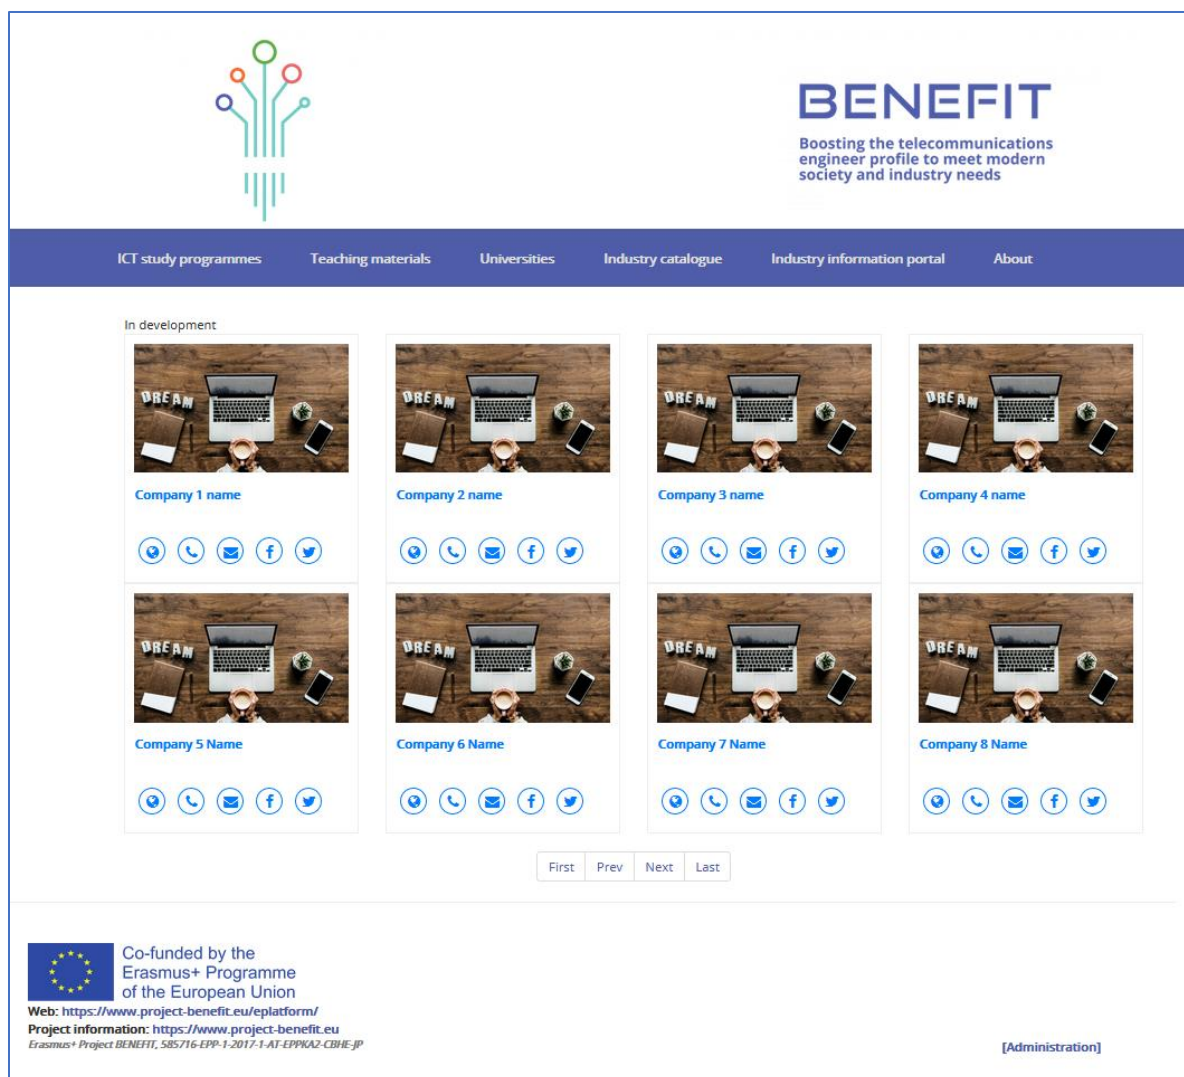 BENEFIT
Boosting the telecommunications
engineer profile to meet modern
society and industry needs
ICT study programmes Teaching materials Universities Industry catalogue Industry information portal About
In development
DREAM DREAM DREAM DREAM
Company 1 name Company 2 name Company 3 name Company 4 name
DREAM DREAM DREAM DREAM
Company 5 Name Company 6 Name Company 7 Name Company 8 Name
First Prev Next Last
Co-funded by the
Erasmus+ Programme
of the European Union
Web: https://www.project-benefit.eu/eplatform/
Project information: https://www.project-benefit.eu
Erasmus+ Project BENEFIT, 585716-EPP-1-2017-1-AT-EPPKA2-CBHE-JP
[Administration]